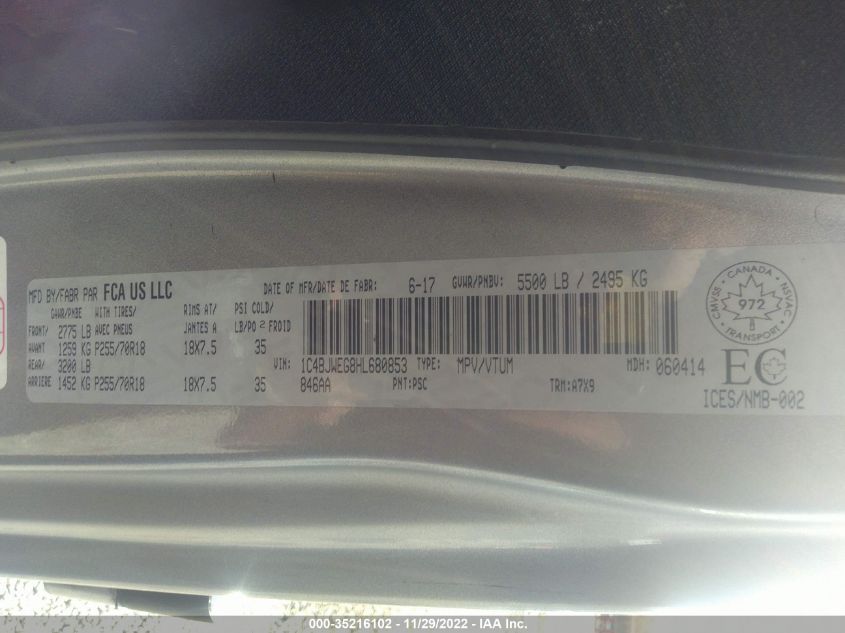 MFD BY/FABR PAR FCA US LLC
DATE OF MFR/DATE DE FABR: 6-17 GVWR/PNBV: 5500 LB / 2495 KG
GAWR/PNBE WITH TIRES/ RIMS AT/ PSI COLD/
AVEC PNEUS JANTES A LB/PO² FROID
FRONT/ 2775 LB
AVANT 1259 KG P255/70R18 18X7.5 35
REAR/ 3200 LB
ARRIERE 1452 KG P255/70R18 18X7.5 35
VIN: 1C4BJWEG8HL680853 TYPE: MPV/VTUM MDH: 060414
846AA PNT:PSC TRM:A7X9
CANADA
CMVSS NSVAC
972
TRANSPORT
EC
ICES/NMB-002
000-35216102 - 11/29/2022 - IAA Inc.